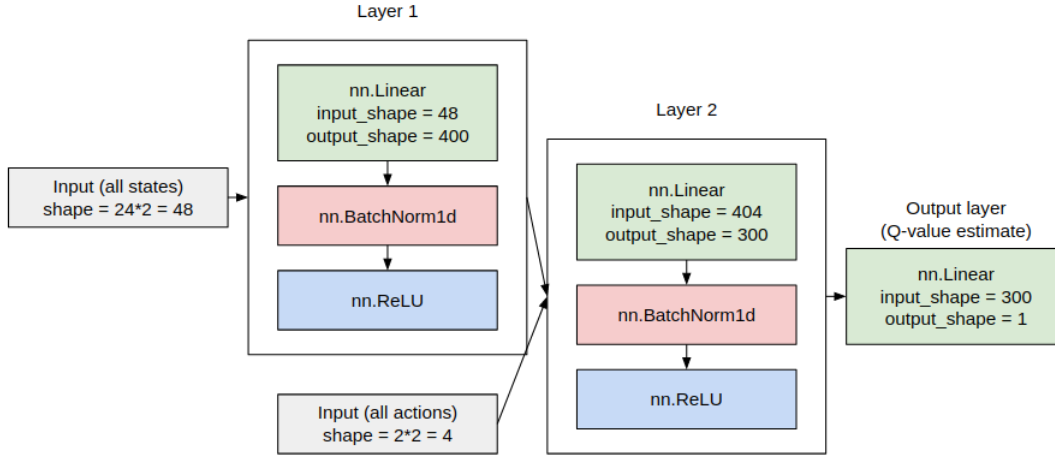 Layer 1
nn.Linear
input_shape = 48
output_shape = 400
nn.BatchNorm1d
nn.ReLU
Input (all states)
shape = 24*2 = 48
Input (all actions)
shape = 2*2 = 4
Layer 2
nn.Linear
input_shape = 404
output_shape = 300
nn.BatchNorm1d
nn.ReLU
Output layer
(Q-value estimate)
nn.Linear
input_shape = 300
output_shape = 1